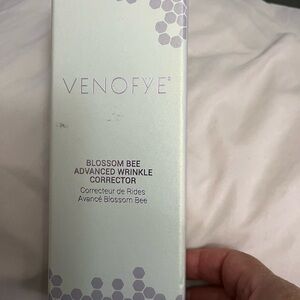 VENOFYE®
BLOSSOM BEE
ADVANCED WRINKLE
CORRECTOR
Correcteur de Rides
Avancé Blossom Bee